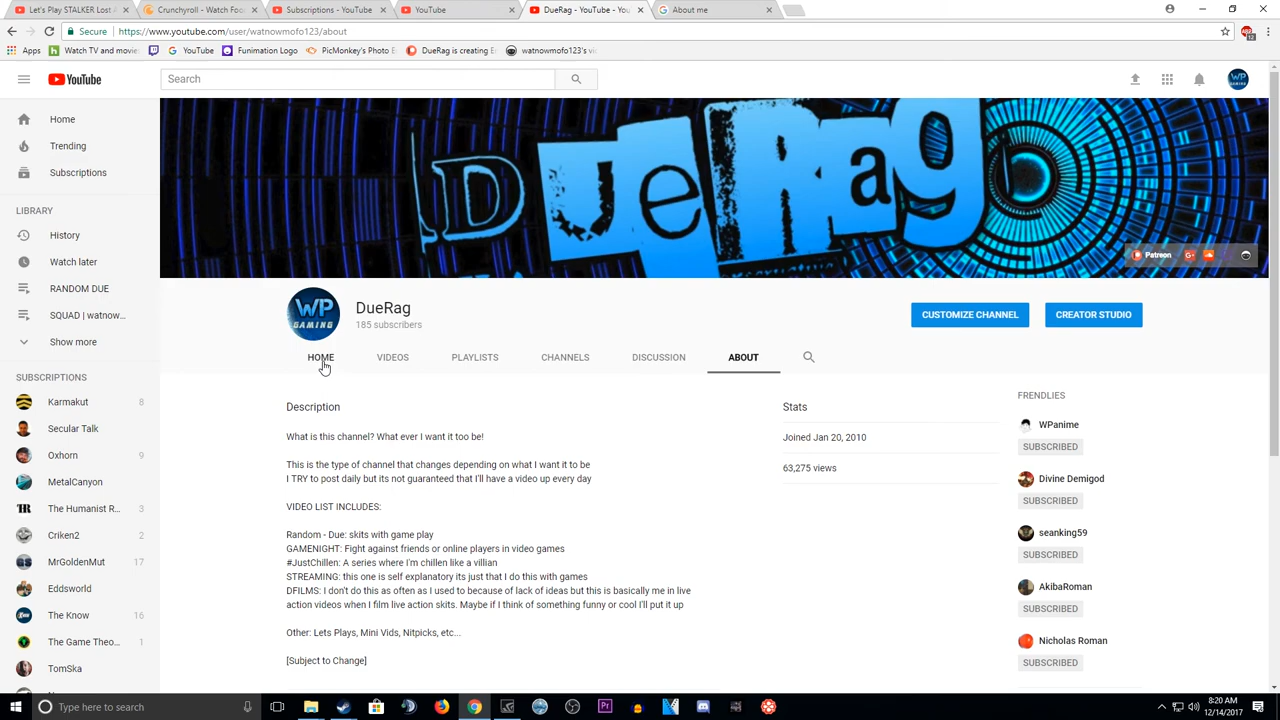 Let's Play STALKER Lost A
Crunchyroll - Watch Fo
Subscriptions - YouTube
YouTube
DueRag - YouTube - You
About me
Secure
https://www.youtube.com/user/watnowmofo123/about
Apps
Watch TV and movies
YouTube
Funimation Logo
PicMonkey's Photo E
DueRag is creating E
watnowmofo123's vi
YouTube
Search
WP
Home
Trending
Subscriptions
LIBRARY
History
Watch later
RANDOM DUE
SQUAD | watnow...
Show more
SUBSCRIPTIONS
Karmakut 8
Secular Talk
Oxhorn 9
MetalCanyon
The Humanist R... 3
Criken2 2
MrGoldenMut 17
Eddsworld
The Know 16
The Game Theo... 1
TomSka
DueRag
Patreon
WP
GAMING
DueRag
185 subscribers
CUSTOMIZE CHANNEL
CREATOR STUDIO
HOME
VIDEOS
PLAYLISTS
CHANNELS
DISCUSSION
ABOUT
Description
What is this channel? What ever I want it too be!
This is the type of channel that changes depending on what I want it to be
I TRY to post daily but its not guaranteed that I'll have a video up every day
VIDEO LIST INCLUDES:
Random - Due: skits with game play
GAMENIGHT: Fight against friends or online players in video games
#JustChillen: A series where I'm chillen like a villian
STREAMING: this one is self explanatory its just that I do this with games
DFILMS: I don't do this as often as I used to because of lack of ideas but this is basically me in live
action videos when I film live action skits. Maybe if I think of something funny or cool I'll put it up
Other: Lets Plays, Mini Vids, Nitpicks, etc...
[Subject to Change]
Stats
Joined Jan 20, 2010
63,275 views
FRENDLIES
WPanime
SUBSCRIBED
Divine Demigod
SUBSCRIBED
seanking59
SUBSCRIBED
AkibaRoman
SUBSCRIBED
Nicholas Roman
SUBSCRIBED
Type here to search
8:20 AM
12/14/2017